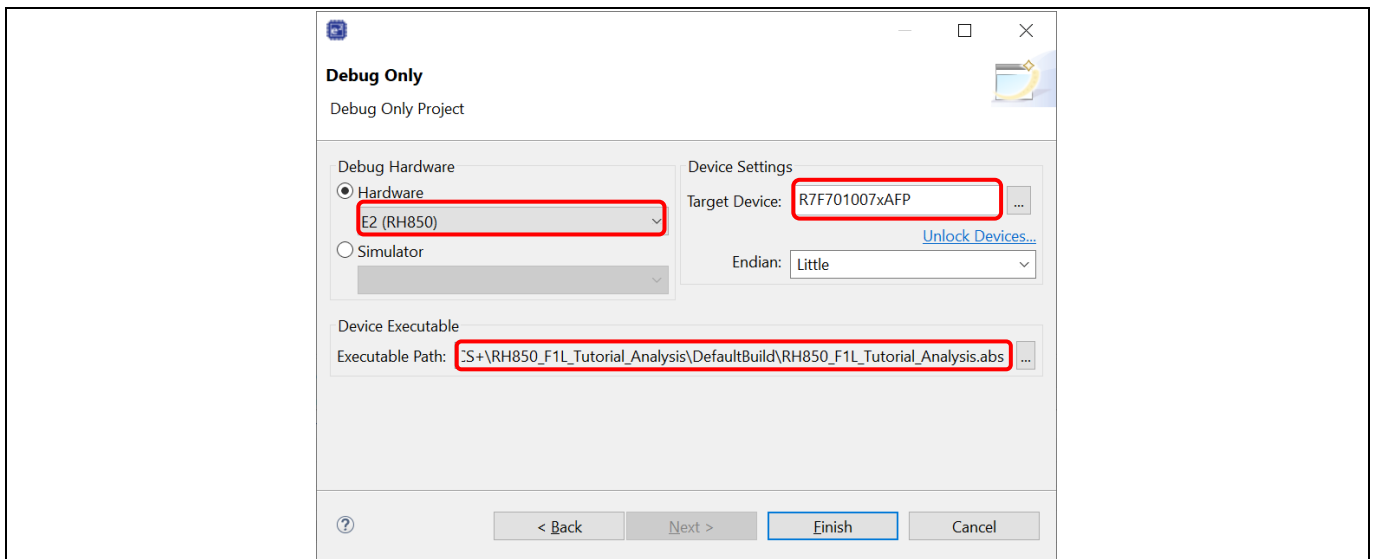 Debug Only
Debug Only Project
Debug Hardware
Hardware
E2 (RH850)
Simulator
Device Settings
Target Device: R7F701007xAFP ...
Unlock Devices...
Endian: Little
Device Executable
Executable Path: CS+\RH850_F1L_Tutorial_Analysis\DefaultBuild\RH850_F1L_Tutorial_Analysis.abs ...
? < Back Next > Finish Cancel